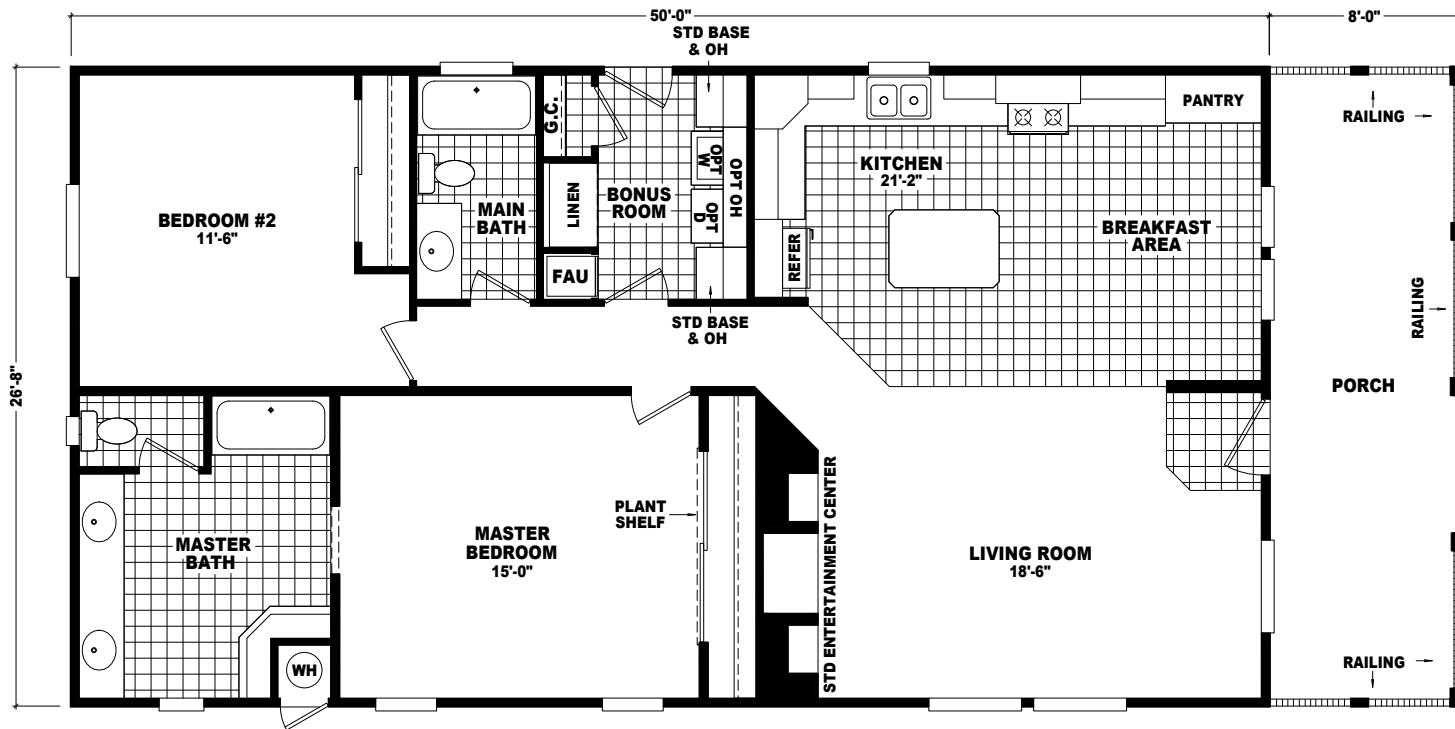 50'-0"
8'-0"
STD BASE
& OH
26'-8"
BEDROOM #2
11'-6"
MAIN
BATH
G.C.
LINEN
FAU
BONUS
ROOM
OPT
W
OPT
D
OPT OH
STD BASE
& OH
KITCHEN
21'-2"
REFER
PANTRY
BREAKFAST
AREA
RAILING
RAILING
PORCH
RAILING
MASTER
BATH
WH
MASTER
BEDROOM
15'-0"
PLANT
SHELF
STD ENTERTAINMENT CENTER
LIVING ROOM
18'-6"